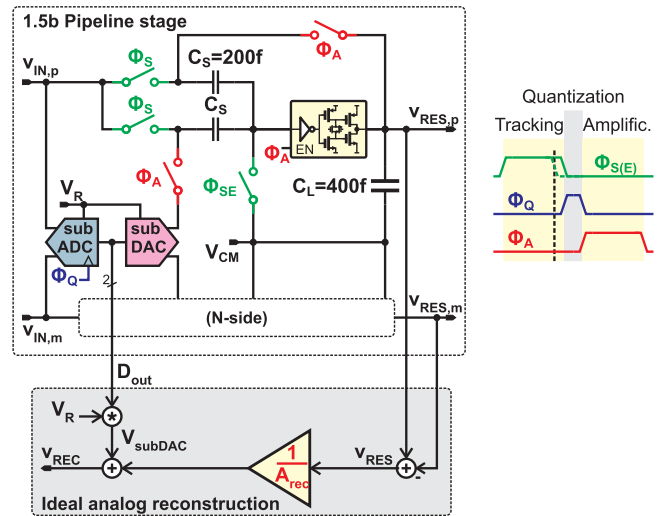 1.5b Pipeline stage
vIN,p
ΦS
CS=200f
ΦA
ΦS
CS
vRES,p
EN
ΦA
ΦA
ΦSE
CL=400f
VR
sub
ADC
sub
DAC
VCM
ΦQ
2
vIN,m
(N-side)
vRES,m
Dout
VR
*
VsubDAC
vREC
+
1
Arec
vRES
+
-
Ideal analog reconstruction
Quantization
Tracking
Amplific.
ΦS(E)
ΦQ
ΦA